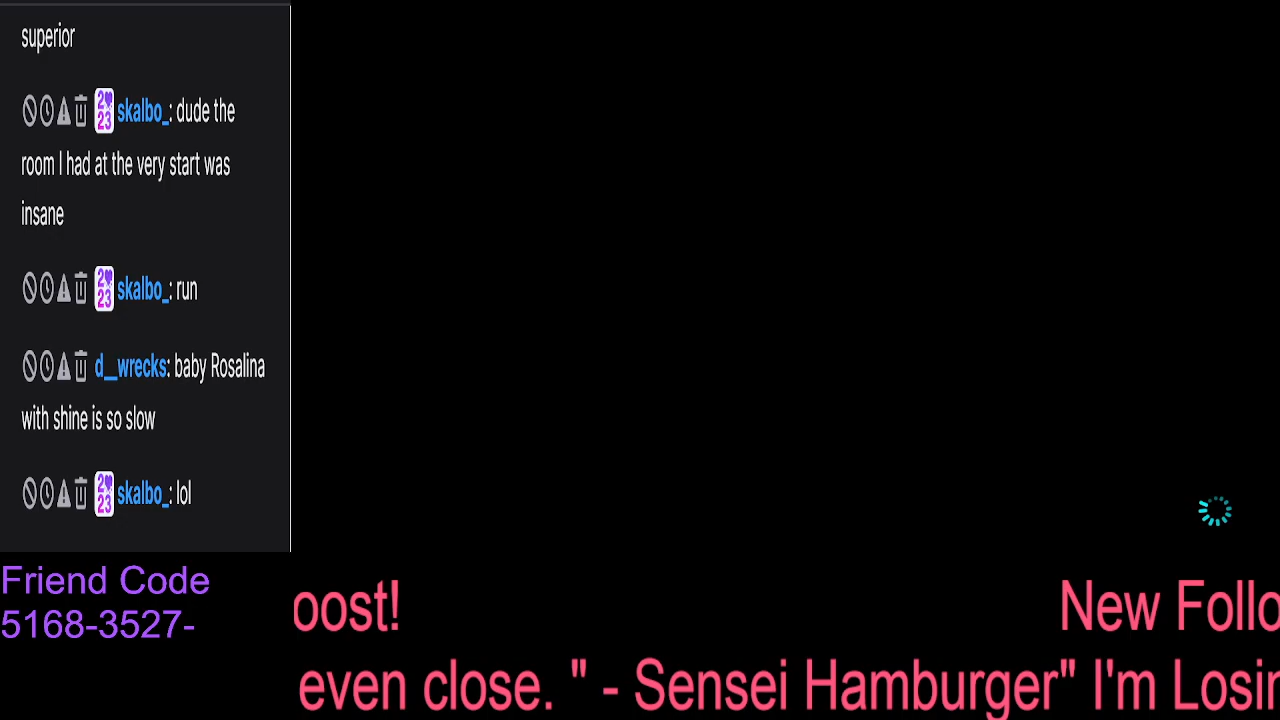 superior
skalbo_: dude the
room I had at the very start was
insane
skalbo_: run
d__wrecks: baby Rosalina
with shine is so slow
skalbo_: lol
Friend Code
5168-3527-
oost!
New Follo
even close. " - Sensei Hamburger" I'm Losin